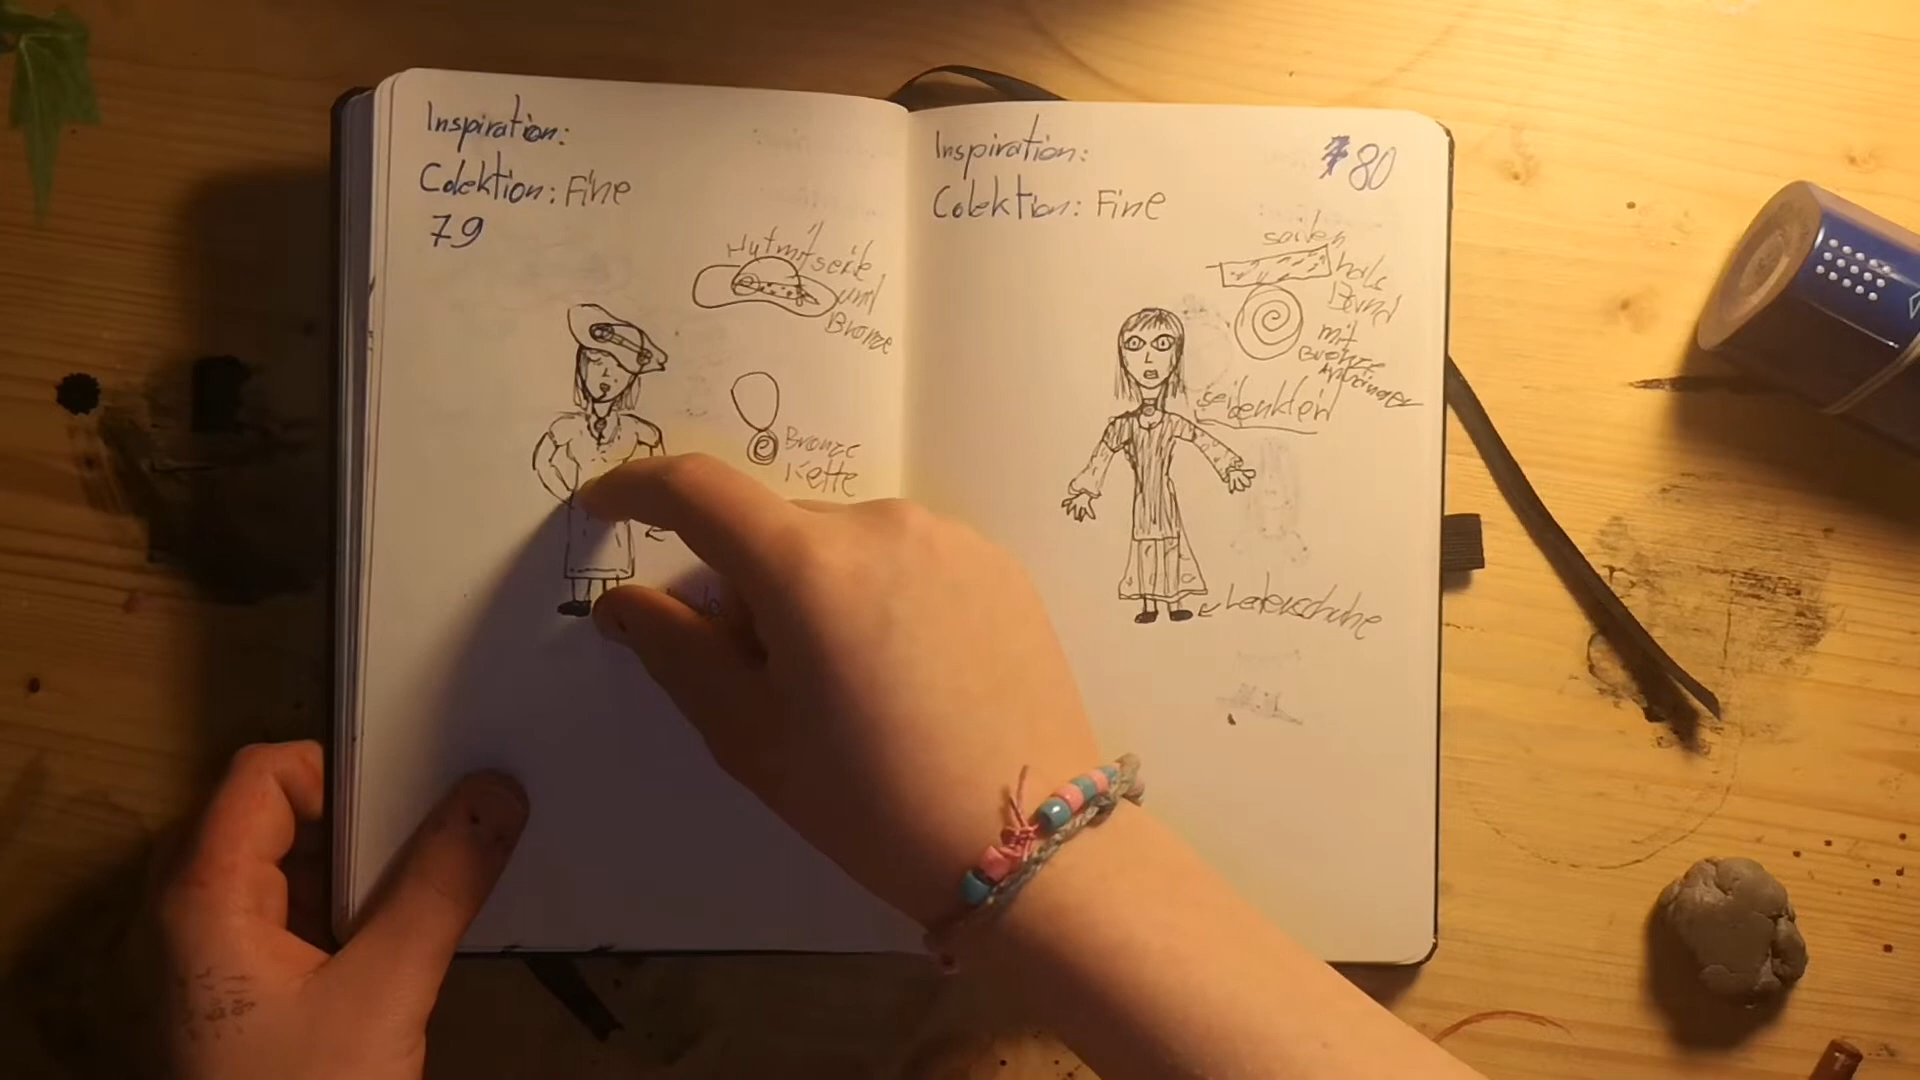 Inspiration:
Colektion: Fine
79
Hut mit seide
und
Bronze
Bronze
Kette
Inspiration:
80
Colektion: Fine
seiden
hals
Band
mit
Bronze
Anhänger
seidenkleid
Lederschuhe